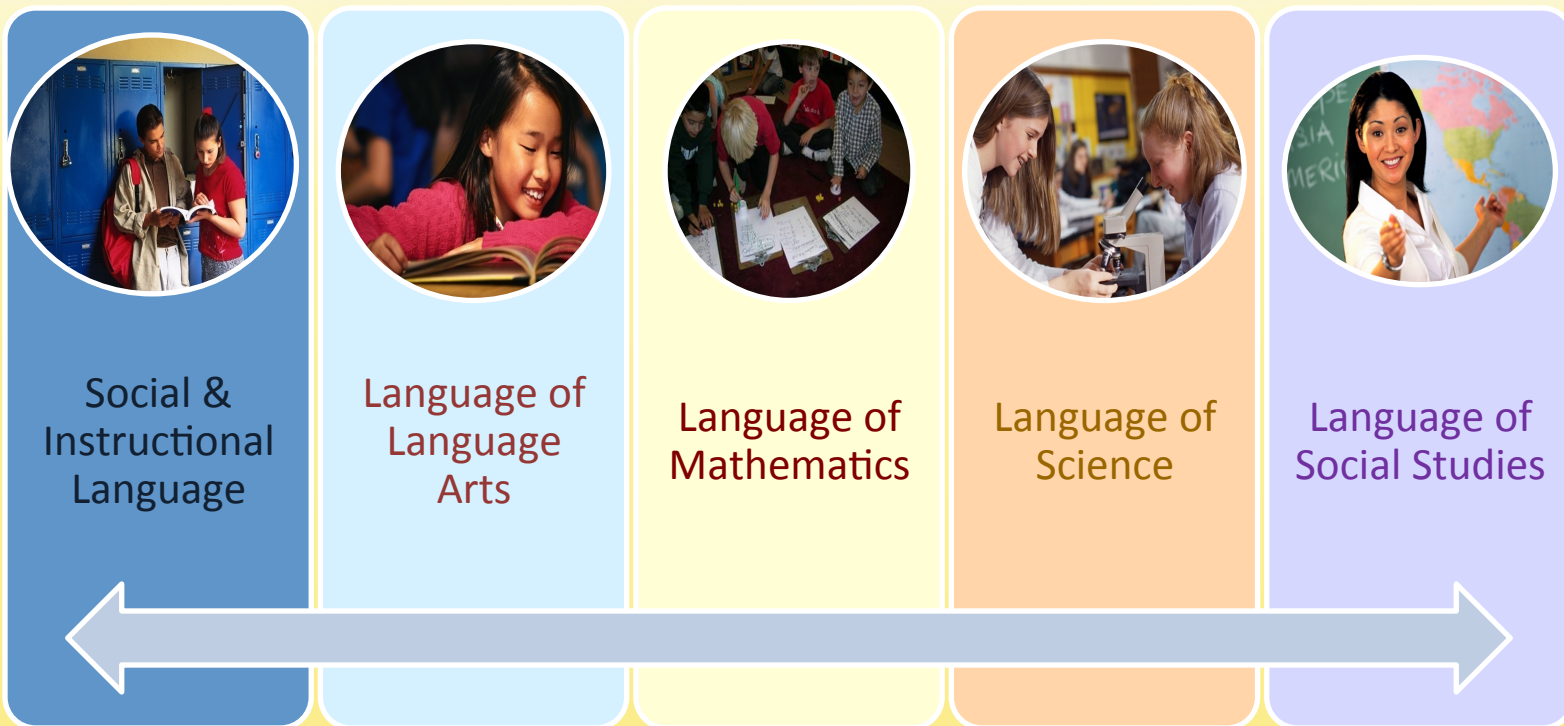 Social &
Instructional
Language
Language of
Language
Arts
Language of
Mathematics
Language of
Science
Language of
Social Studies